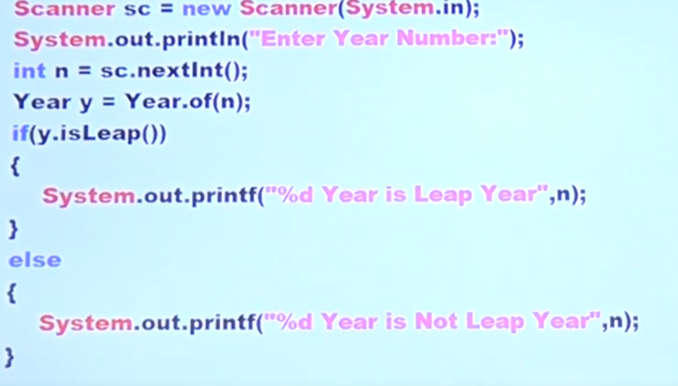 Scanner sc = new Scanner(System.in);
System.out.println("Enter Year Number:");
int n = sc.nextInt();
Year y = Year.of(n);
if(y.isLeap())
{
System.out.printf("%d Year is Leap Year",n);
}
else
{
System.out.printf("%d Year is Not Leap Year",n);
}